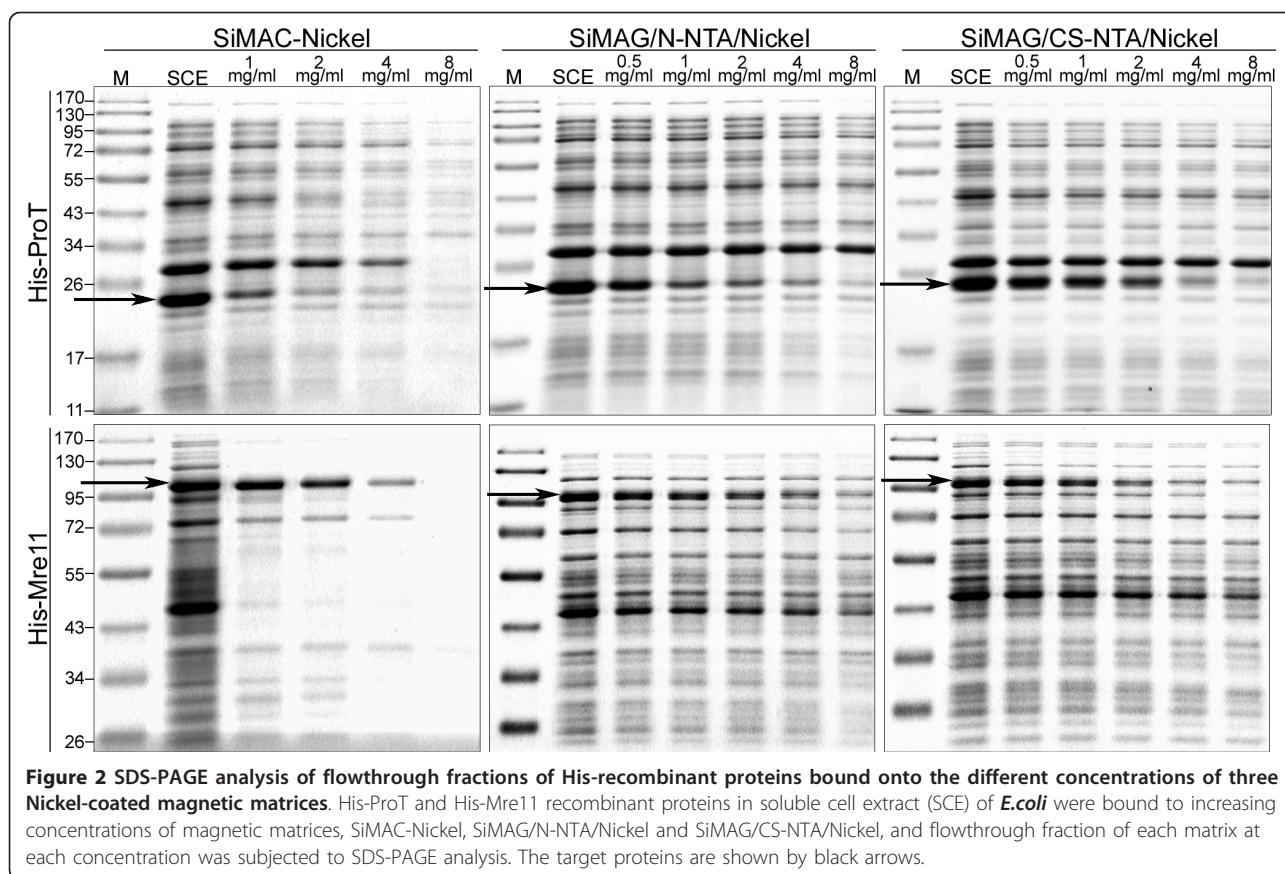 SiMAC-Nickel SiMAG/N-NTA/Nickel SiMAG/CS-NTA/Nickel
M SCE 1 mg/ml 2 mg/ml 4 mg/ml 8 mg/ml M SCE 0.5 mg/ml 1 mg/ml 2 mg/ml 4 mg/ml 8 mg/ml M SCE 0.5 mg/ml 1 mg/ml 2 mg/ml 4 mg/ml 8 mg/ml
His-ProT
170
130
95
72
55
43
34
26
17
11
His-Mre11
170
130
95
72
55
43
34
26
Figure 2 SDS-PAGE analysis of flowthrough fractions of His-recombinant proteins bound onto the different concentrations of three
Nickel-coated magnetic matrices. His-ProT and His-Mre11 recombinant proteins in soluble cell extract (SCE) of E.coli were bound to increasing
concentrations of magnetic matrices, SiMAC-Nickel, SiMAG/N-NTA/Nickel and SiMAG/CS-NTA/Nickel, and flowthrough fraction of each matrix at
each concentration was subjected to SDS-PAGE analysis. The target proteins are shown by black arrows.